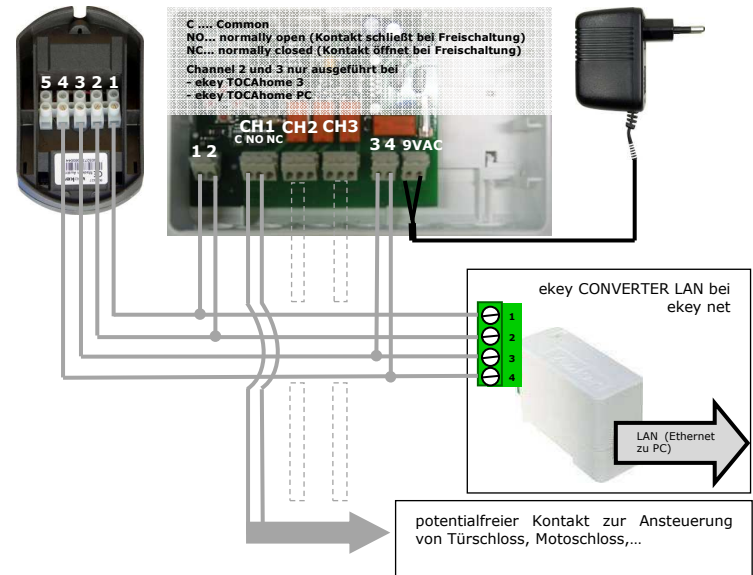 C .... Common
NO... normally open (Kontakt schließt bei Freischaltung)
NC... normally closed (Kontakt öffnet bei Freischaltung)
Channel 2 und 3 nur ausgeführt bei
- ekey TOCAhome 3
- ekey TOCAhome PC
5 4 3 2 1
CH1 CH2 CH3
C NO NC
1 2
3 4 9VAC
ekey CONVERTER LAN bei
ekey net
1
2
3
4
LAN (Ethernet
zu PC)
potentialfreier Kontakt zur Ansteuerung
von Türschloss, Motoschloss,...